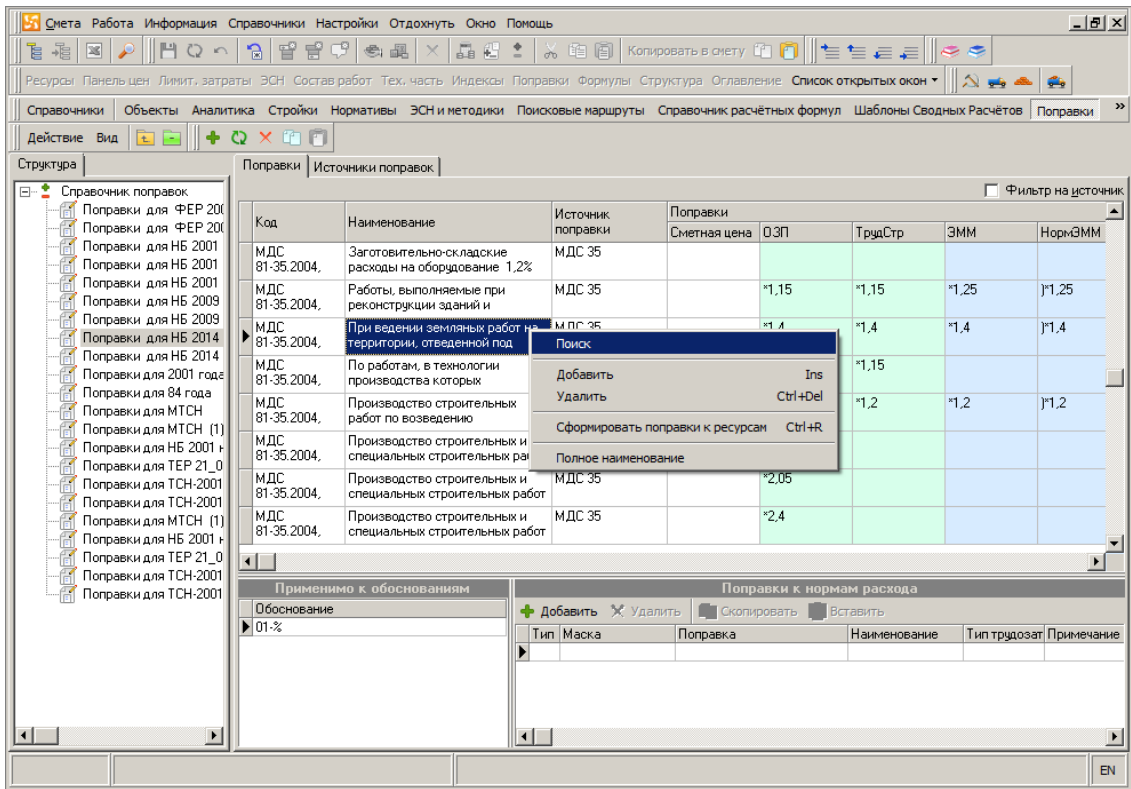 Смета Работа Информация Справочники Настройки Отдохнуть Окно Помощь
Копировать в смету
Ресурсы Панель цен Лимит. затраты ЭСН Состав работ Тех. часть Индексы Поправки Формулы Структура Оглавление Список открытых окон
Справочники Объекты Аналитика Стройки Нормативы ЭСН и методики Поисковые маршруты Справочник расчётных формул Шаблоны Сводных Расчётов Поправки »
Действие Вид
Структура
Поправки Источники поправок
Справочник поправок
Поправки для ФЕР 200
Поправки для ФЕР 200
Поправки для НБ 2001
Поправки для НБ 2001
Поправки для НБ 2001
Поправки для НБ 2009
Поправки для НБ 2009
Поправки для НБ 2014
Поправки для НБ 2014
Поправки для 2001 года
Поправки для 84 года
Поправки для МТСН
Поправки для МТСН (1)
Поправки для НБ 2001 н
Поправки для ТЕР 21_0
Поправки для ТСН-2001
Поправки для ТСН-2001
Поправки для МТСН (1)
Поправки для НБ 2001 н
Поправки для ТЕР 21_0
Поправки для ТСН-2001
Поправки для ТСН-2001
Фильтр на источник
Код Наименование Источник поправки Поправки
Сметная цена ОЗП ТрудСтр ЭММ НормЭММ
МДС Заготовительно-складские МДС 35
81-35.2004, расходы на оборудование 1,2%
МДС Работы, выполняемые при МДС 35 *1,15 *1,15 *1,25 )*1,25
81-35.2004, реконструкции зданий и
МДС При ведении земляных работ на МДС 35 *1,4 *1,4 *1,4 )*1,4
81-35.2004, территории, отведенной под
МДС По работам, в технологии *1,15
81-35.2004, производства которых
МДС Производство строительных *1,2 *1,2 )*1,2
81-35.2004, работ по возведению
МДС Производство строительных и
81-35.2004, специальных строительных ра
МДС Производство строительных и МДС 35 *2,05
81-35.2004, специальных строительных работ
МДС Производство строительных и МДС 35 *2,4
81-35.2004, специальных строительных работ
Поиск
Добавить Ins
Удалить Ctrl+Del
Сформировать поправки к ресурсам Ctrl+R
Полное наименование
Применимо к обоснованиям
Обоснование
01-%
Поправки к нормам расхода
Добавить Удалить Скопировать Вставить
Тип Маска Поправка Наименование Тип трудозат Примечание
EN